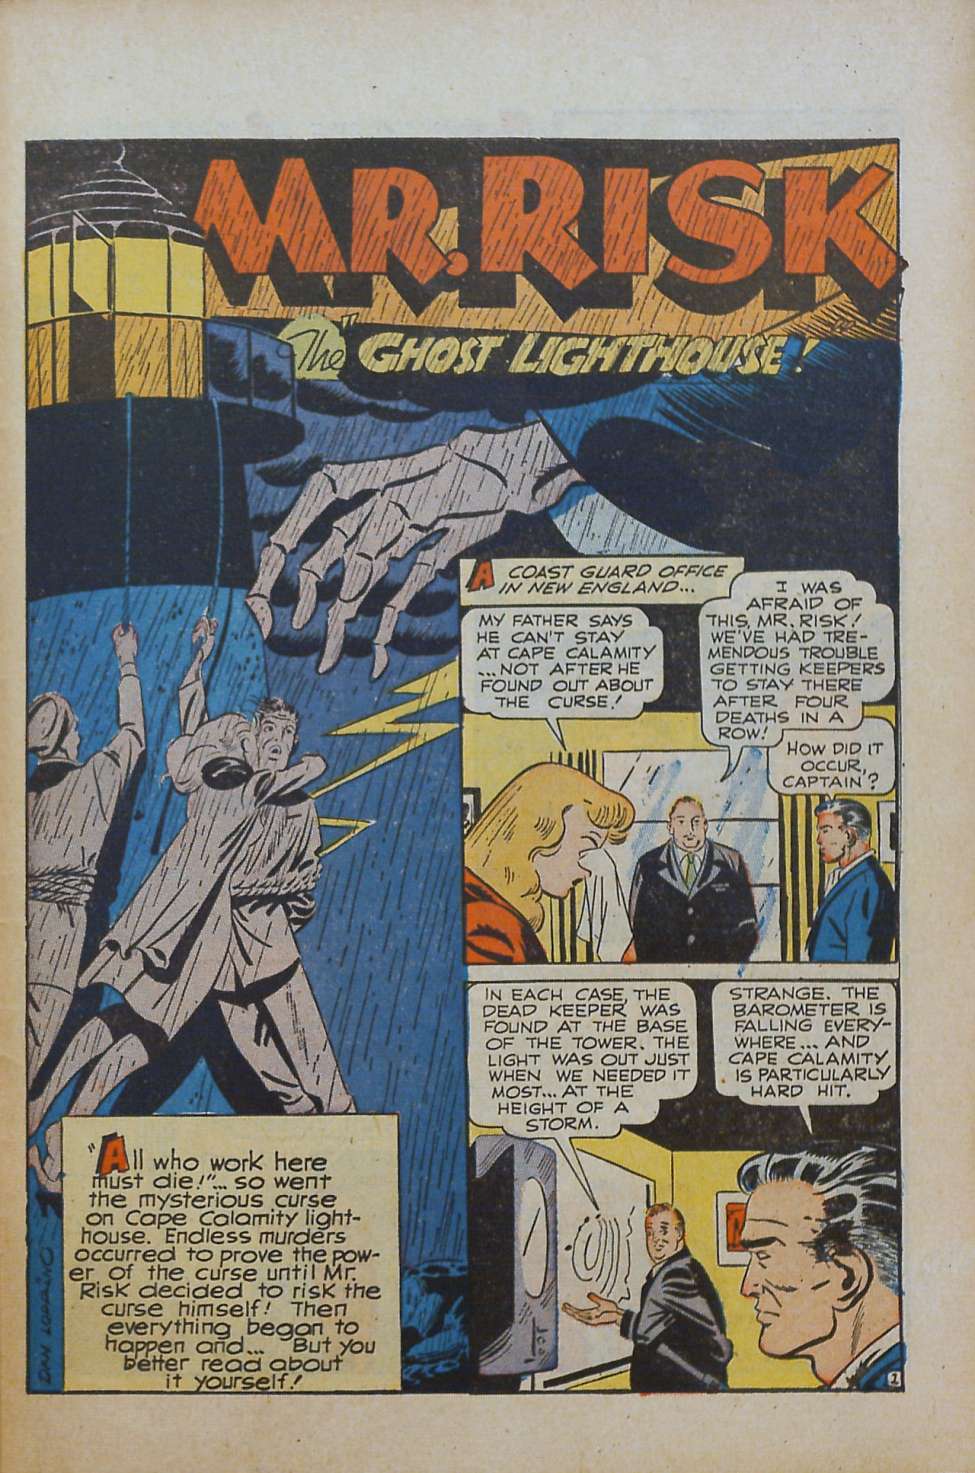 MR. RISK
The "GHOST LIGHTHOUSE"!
"All who work here
must die!"... so went
the mysterious curse
on Cape Calamity light-
house. Endless murders
occurred to prove the pow-
er of the curse until Mr.
Risk decided to risk the
curse himself! Then
everything began to
happen and... But you
better read about
it yourself!
DAN LORAINO
A COAST GUARD OFFICE
IN NEW ENGLAND...
MY FATHER SAYS
HE CAN'T STAY
AT CAPE CALAMITY
...NOT AFTER HE
FOUND OUT ABOUT
THE CURSE!
I WAS
AFRAID OF
THIS, MR. RISK!
WE'VE HAD TRE-
MENDOUS TROUBLE
GETTING KEEPERS
TO STAY THERE
AFTER FOUR
DEATHS IN A
ROW!
HOW DID IT
OCCUR,
CAPTAIN?
IN EACH CASE, THE
DEAD KEEPER WAS
FOUND AT THE BASE
OF THE TOWER. THE
LIGHT WAS OUT JUST
WHEN WE NEEDED IT
MOST... AT THE
HEIGHT OF A
STORM.
STRANGE. THE
BAROMETER IS
FALLING EVERY-
WHERE... AND
CAPE CALAMITY
IS PARTICULARLY
HARD HIT.
1